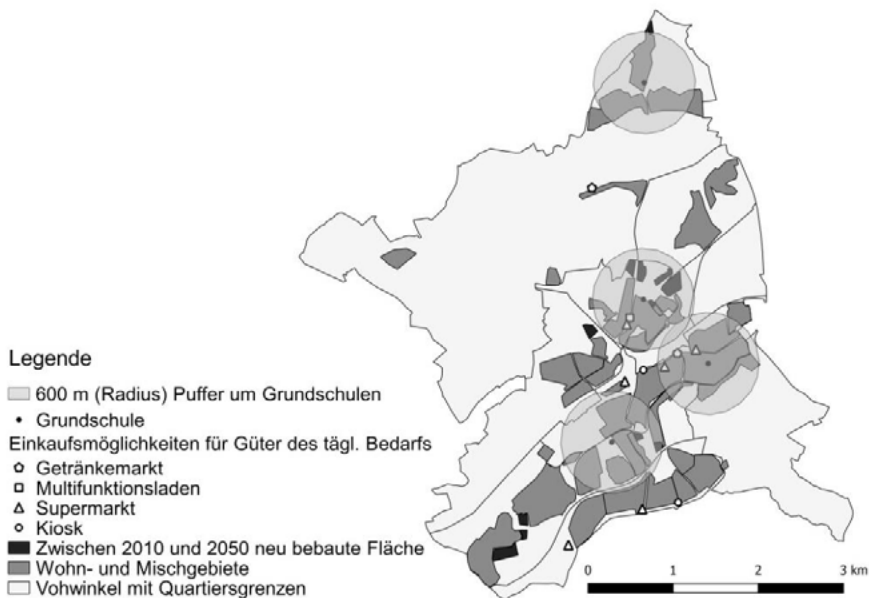 Legende
600 m (Radius) Puffer um Grundschulen
Grundschule
Einkaufsmöglichkeiten für Güter des tägl. Bedarfs
Getränkemarkt
Multifunktionsladen
Supermarkt
Kiosk
Zwischen 2010 und 2050 neu bebaute Fläche
Wohn- und Mischgebiete
Vohwinkel mit Quartiersgrenzen
0 1 2 3 km